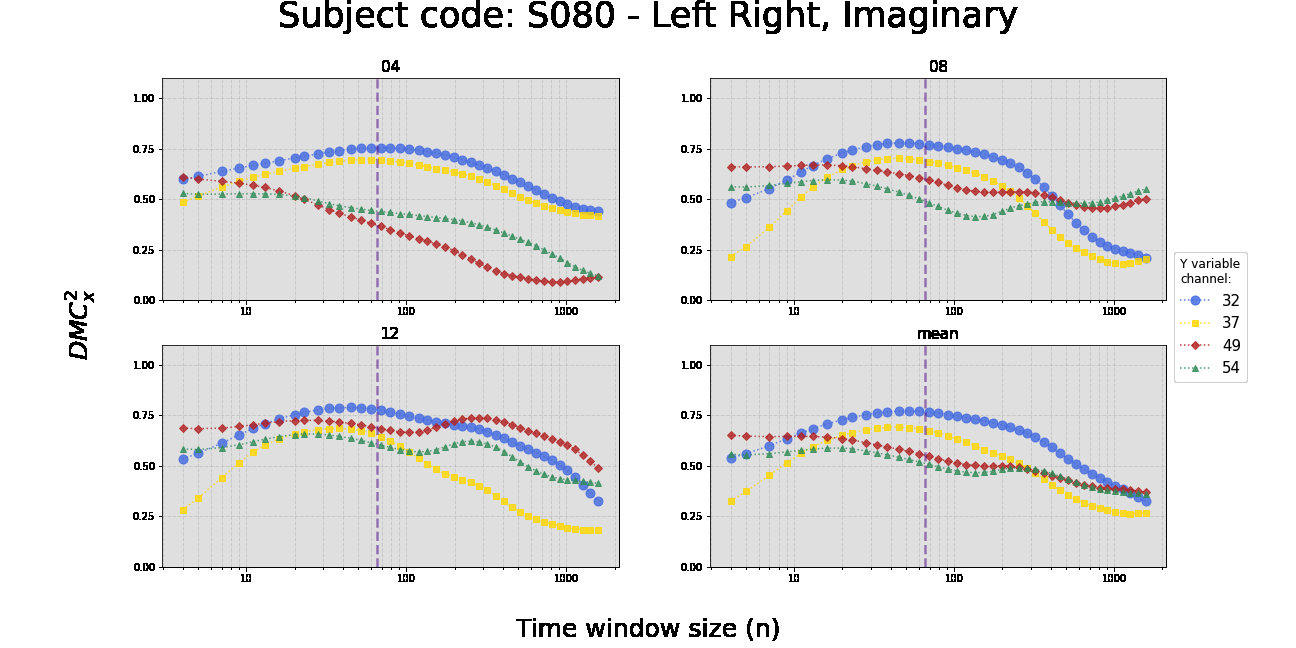 Subject code: S080 - Left Right, Imaginary
04
1.00
0.75
0.50
0.25
0.00
10 100 1000
08
1.00
0.75
0.50
0.25
0.00
10 100 1000
DMC²ₓ
12
1.00
0.75
0.50
0.25
0.00
10 100 1000
mean
1.00
0.75
0.50
0.25
0.00
10 100 1000
Y variable
channel:
32
37
49
54
Time window size (n)